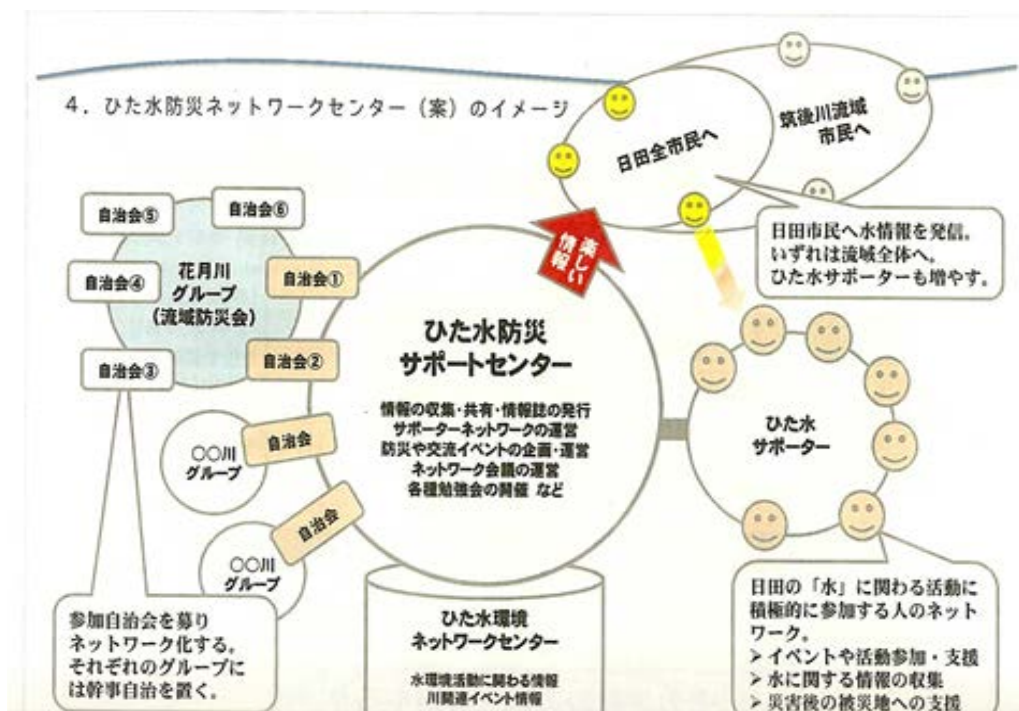 4．ひた水防災ネットワークセンター（案）のイメージ
日田全市民へ
筑後川流域
市民へ
楽しい
情報
日田市民へ水情報を発信。
いずれは流域全体へ。
ひた水サポーターも増やす。
自治会⑤
自治会⑥
自治会④
自治会①
花月川
グループ
（流域防災会）
自治会③
自治会②
〇〇川
グループ
自治会
〇〇川
グループ
自治会
ひた水防災
サポートセンター
情報の収集・共有・情報誌の発行
サポーターネットワークの運営
防災や交流イベントの企画・運営
ネットワーク会議の運営
各種勉強会の開催 など
ひた水
サポーター
参加自治会を募り
ネットワーク化する。
それぞれのグループに
は幹事自治を置く。
ひた水環境
ネットワークセンター
水環境活動に関わる情報
川関連イベント情報
日田の「水」に関わる活動に
積極的に参加する人のネット
ワーク。
➢イベントや活動参加・支援
➢水に関する情報の収集
➢災害後の被災地への支援